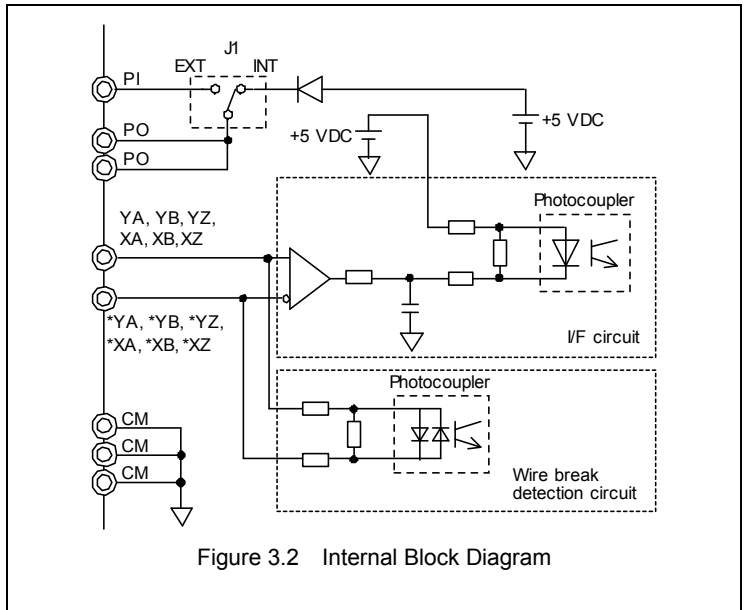 J1
EXT INT
PI
+5 VDC
+5 VDC
PO
PO
Photocoupler
YA, YB, YZ,
XA, XB, XZ
*YA, *YB, *YZ,
*XA, *XB, *XZ
I/F circuit
Photocoupler
CM
CM
CM
Wire break
detection circuit
Figure 3.2 Internal Block Diagram